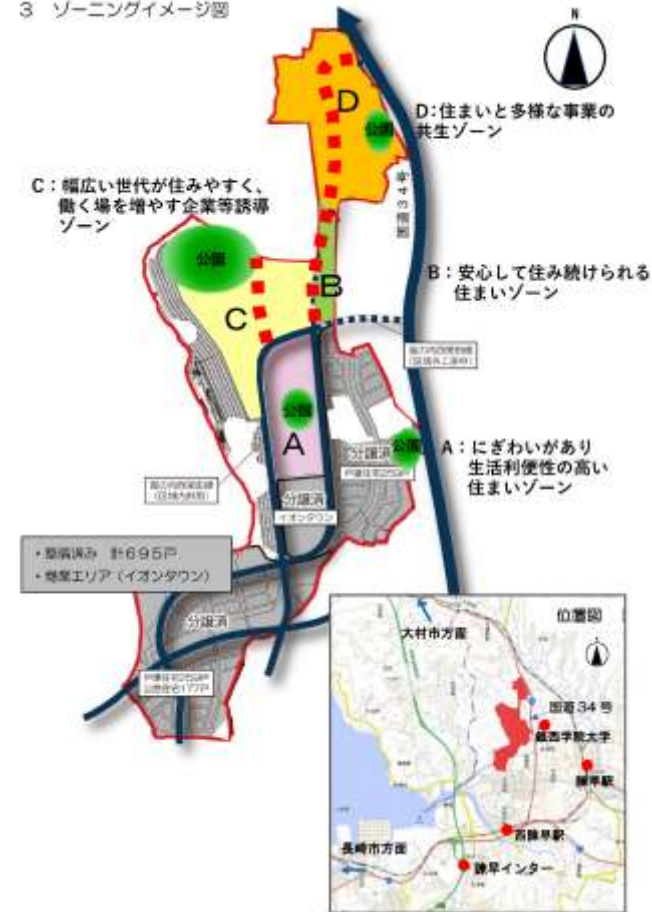 3 ゾーニングイメージ図
N
D
公園
D:住まいと多様な事業の
共生ゾーン
国道34号
C:幅広い世代が住みやすく、
働く場を増やす企業等誘導
ゾーン
公園
B
B:安心して住み続けられる
住まいゾーン
C
公園
A
公園
分譲済
A:にぎわいがあり
生活利便性の高い
住まいゾーン
分譲済
イオンタウン
・整備済み 計695戸
・商業エリア(イオンタウン)
分譲済
位置図
大村市方面
国道34号
鎮西学院大学
諫早駅
西諫早駅
長崎市方面
諫早インター